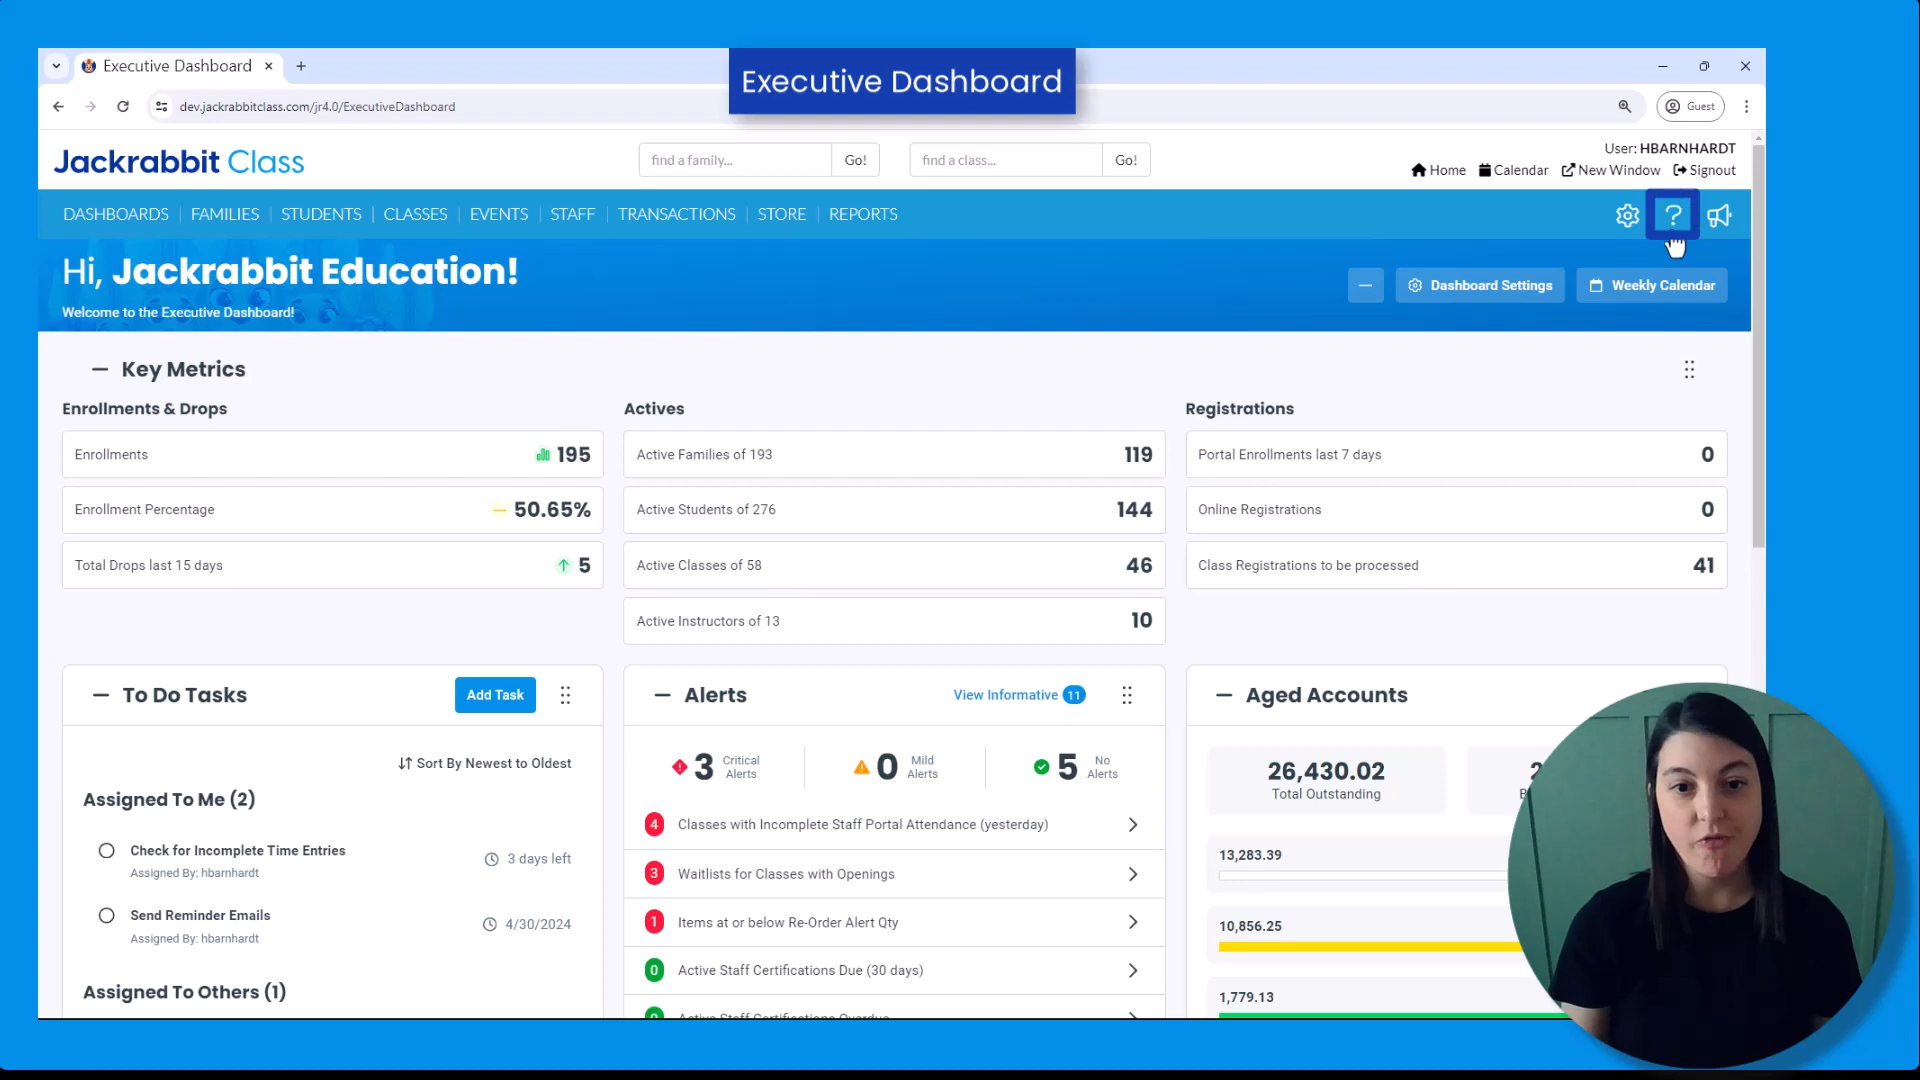 Executive Dashboard
Executive Dashboard
dev.jackrabbitclass.com/jr4.0/ExecutiveDashboard
Guest
Jackrabbit Class
find a family...
Go!
find a class...
Go!
User: HBARNHARDT
Home
Calendar
New Window
Signout
DASHBOARDS | FAMILIES | STUDENTS | CLASSES | EVENTS | STAFF | TRANSACTIONS | STORE | REPORTS
?
Hi, Jackrabbit Education!
Welcome to the Executive Dashboard!
Dashboard Settings
Weekly Calendar
Key Metrics
Enrollments & Drops
Enrollments 195
Enrollment Percentage 50.65%
Total Drops last 15 days 5
Actives
Active Families of 193 119
Active Students of 276 144
Active Classes of 58 46
Active Instructors of 13 10
Registrations
Portal Enrollments last 7 days 0
Online Registrations 0
Class Registrations to be processed 41
To Do Tasks
Add Task
Sort By Newest to Oldest
Assigned To Me (2)
Check for Incomplete Time Entries
3 days left
Assigned By: hbarnhardt
Send Reminder Emails
4/30/2024
Assigned By: hbarnhardt
Assigned To Others (1)
Alerts
View Informative 11
3 Critical Alerts
0 Mild Alerts
5 No Alerts
4 Classes with Incomplete Staff Portal Attendance (yesterday)
3 Waitlists for Classes with Openings
1 Items at or below Re-Order Alert Qty
0 Active Staff Certifications Due (30 days)
Active Staff Certifications Overdue
Aged Accounts
26,430.02
Total Outstanding
13,283.39
10,856.25
1,779.13